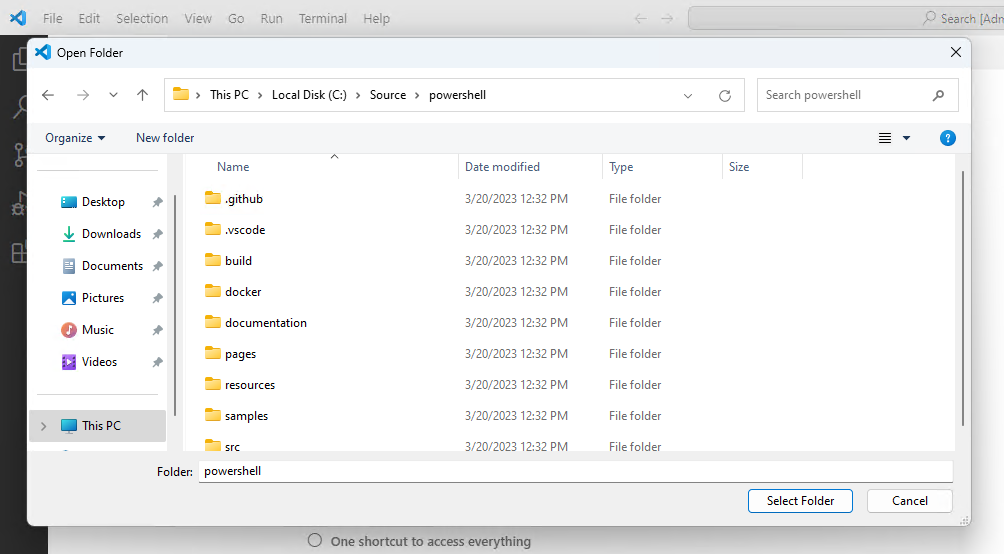 File Edit Selection View Go Run Terminal Help Search [Adm
Open Folder
This PC > Local Disk (C:) > Source > powershell Search powershell
Organize New folder
Name Date modified Type Size
Desktop
Downloads
Documents
Pictures
Music
Videos
This PC
.github 3/20/2023 12:32 PM File folder
.vscode 3/20/2023 12:32 PM File folder
build 3/20/2023 12:32 PM File folder
docker 3/20/2023 12:32 PM File folder
documentation 3/20/2023 12:32 PM File folder
pages 3/20/2023 12:32 PM File folder
resources 3/20/2023 12:32 PM File folder
samples 3/20/2023 12:32 PM File folder
src 3/20/2023 12:32 PM File folder
Folder: powershell
Select Folder Cancel
One shortcut to access everything